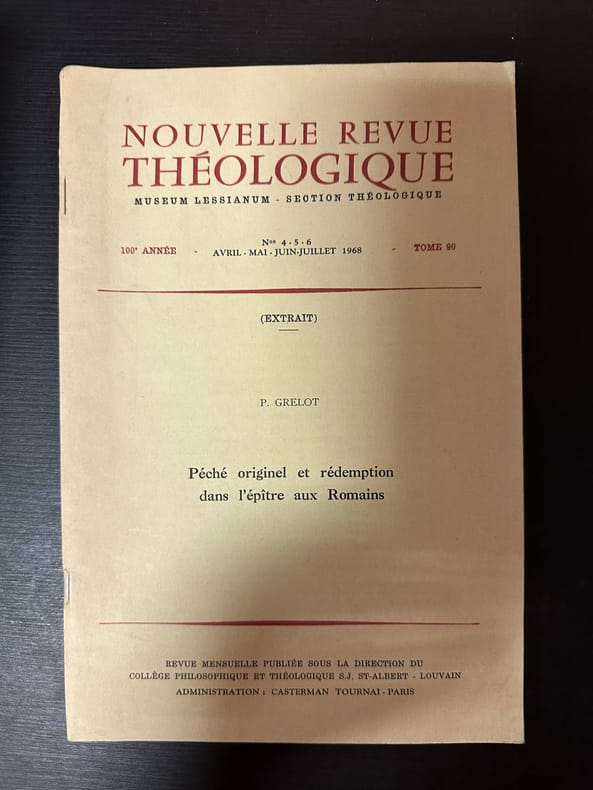 NOUVELLE REVUE
THÉOLOGIQUE
MUSEUM LESSIANUM - SECTION THÉOLOGIQUE
100ᵉ ANNÉE - Nᵒˢ 4-5-6 - TOME 90
AVRIL - MAI - JUIN-JUILLET 1968
(EXTRAIT)
P. GRELOT
Péché originel et rédemption
dans l'épître aux Romains
REVUE MENSUELLE PUBLIÉE SOUS LA DIRECTION DU
COLLÈGE PHILOSOPHIQUE ET THÉOLOGIQUE S.J. ST-ALBERT - LOUVAIN
ADMINISTRATION : CASTERMAN TOURNAI - PARIS